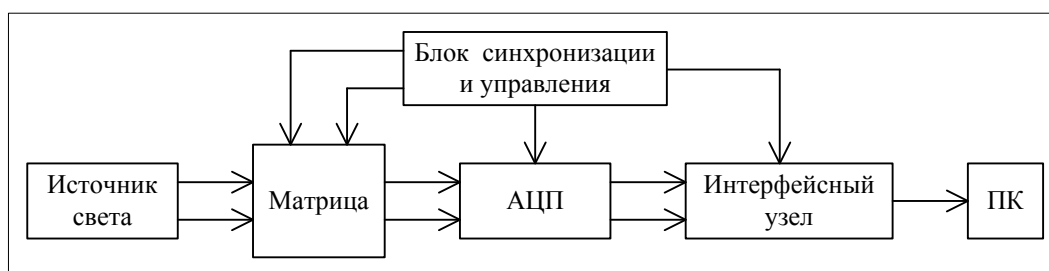 Блок синхронизации
и управления
Источник
света
Матрица
АЦП
Интерфейсный
узел
ПК